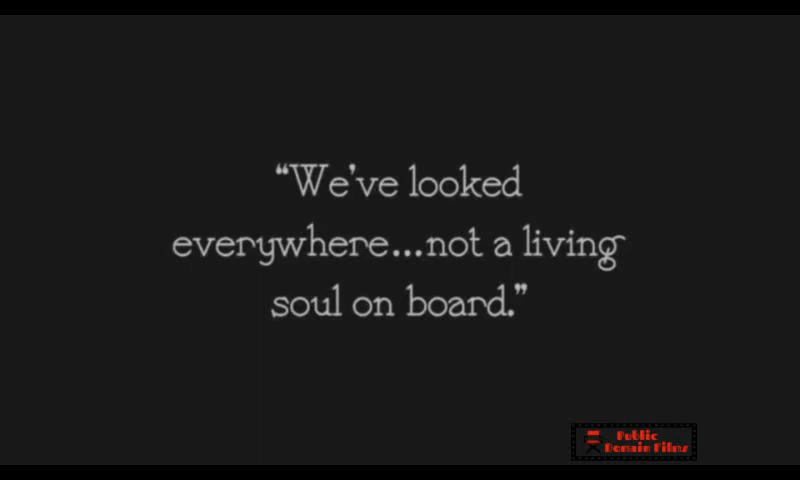 “We’ve looked
everywhere...not a living
soul on board.”
Public
Domain Films